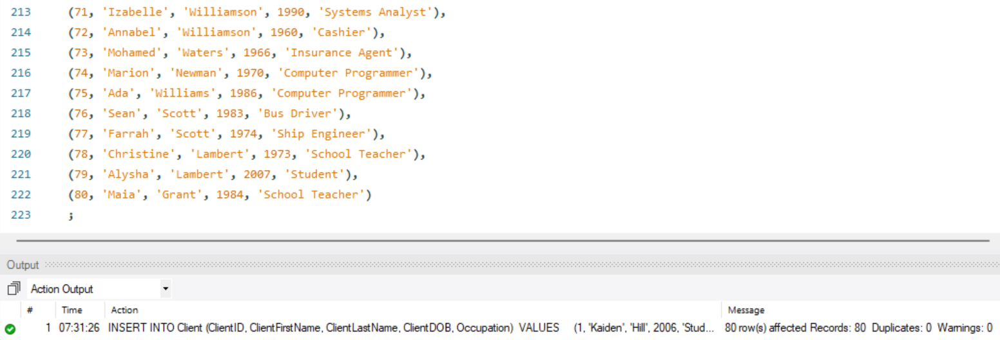 213 (71, 'Izabelle', 'Williamson', 1990, 'Systems Analyst'),
214 (72, 'Annabel', 'Williamson', 1960, 'Cashier'),
215 (73, 'Mohamed', 'Waters', 1966, 'Insurance Agent'),
216 (74, 'Marion', 'Newman', 1970, 'Computer Programmer'),
217 (75, 'Ada', 'Williams', 1986, 'Computer Programmer'),
218 (76, 'Sean', 'Scott', 1983, 'Bus Driver'),
219 (77, 'Farrah', 'Scott', 1974, 'Ship Engineer'),
220 (78, 'Christine', 'Lambert', 1973, 'School Teacher'),
221 (79, 'Alysha', 'Lambert', 2007, 'Student'),
222 (80, 'Maia', 'Grant', 1984, 'School Teacher')
223 ;
Output
Action Output
# Time Action Message
1 07:31:26 INSERT INTO Client (ClientID, ClientFirstName, ClientLastName, ClientDOB, Occupation) VALUES (1, 'Kaiden', 'Hill', 2006, 'Stud... 80 row(s) affected Records: 80 Duplicates: 0 Warnings: 0